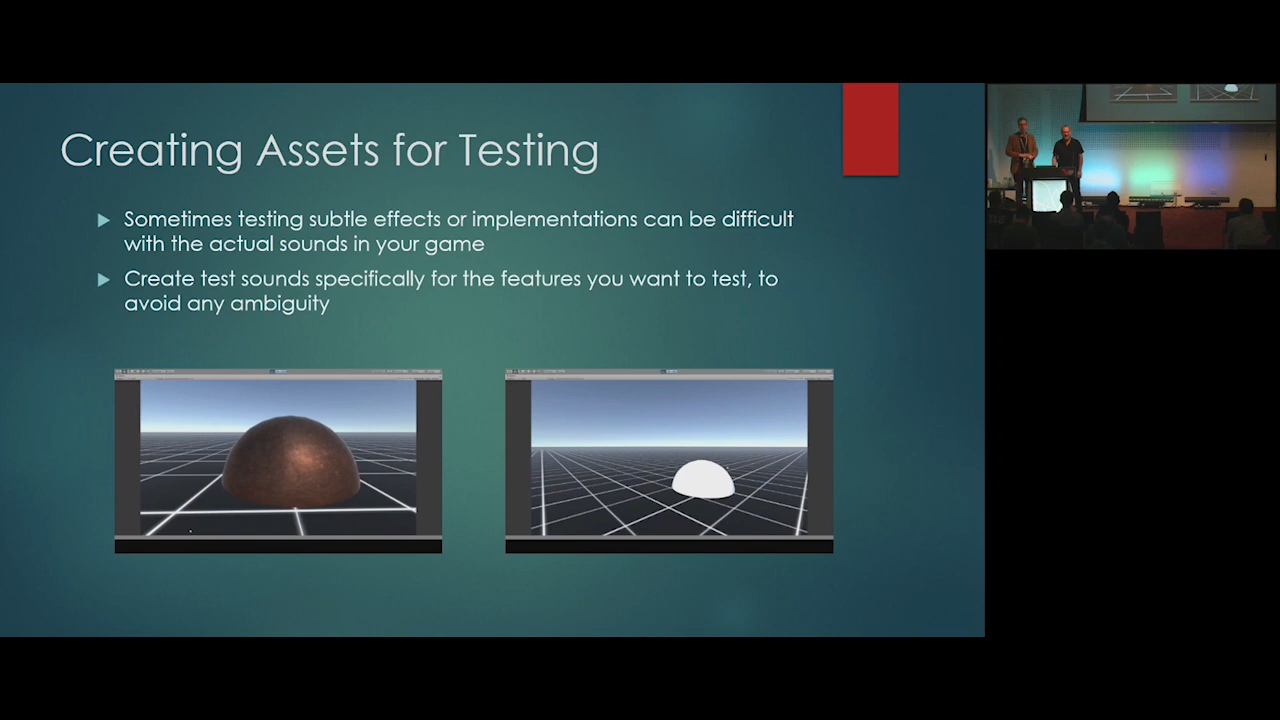 Creating Assets for Testing
Sometimes testing subtle effects or implementations can be difficult
with the actual sounds in your game
Create test sounds specifically for the features you want to test, to
avoid any ambiguity